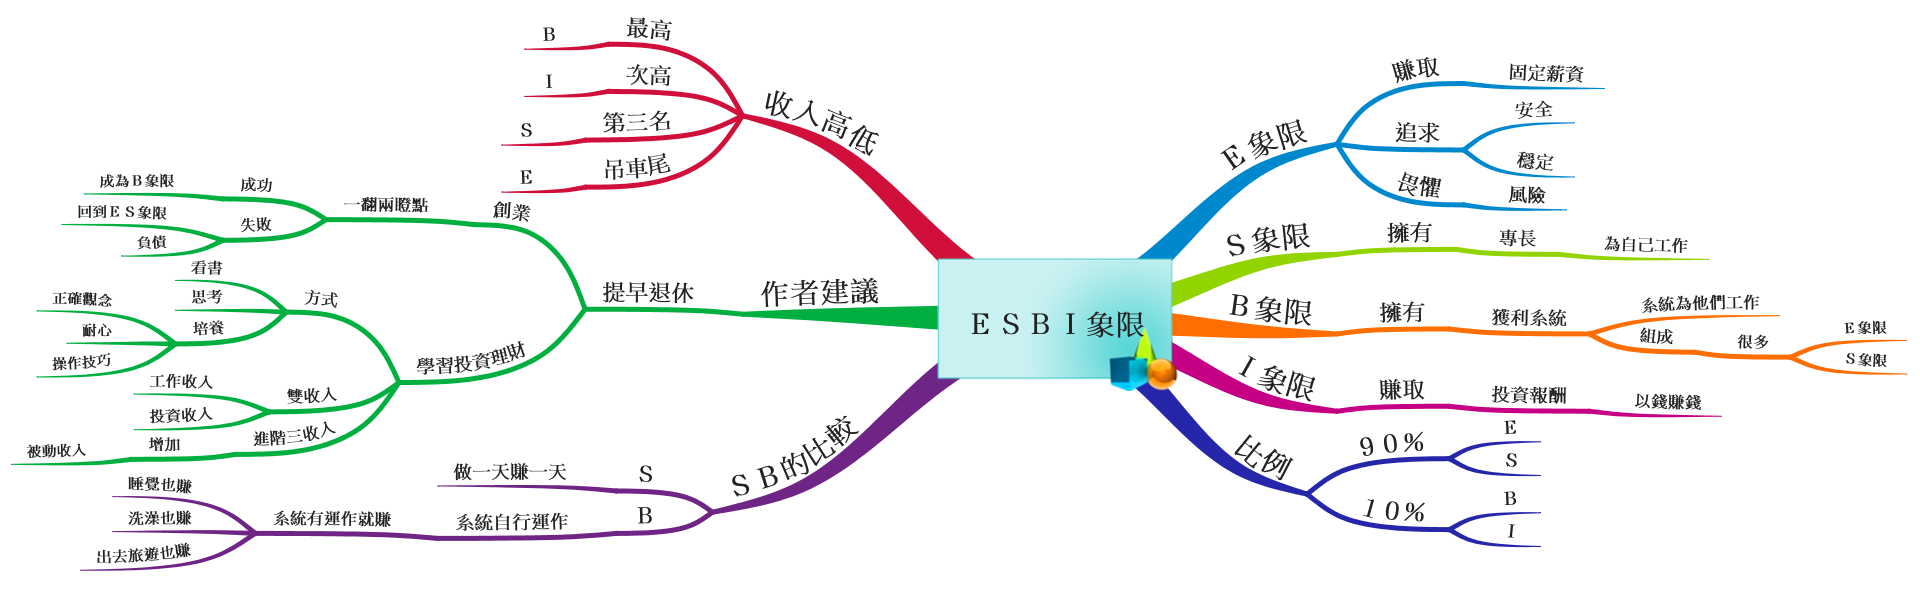 ＥＳＢＩ象限
Ｅ象限
賺取
固定薪資
追求
安全
穩定
畏懼
風險
Ｓ象限
擁有
專長
為自己工作
Ｂ象限
擁有
獲利系統
系統為他們工作
組成
很多
Ｅ象限
Ｓ象限
Ｉ象限
賺取
投資報酬
以錢賺錢
比例
９０％
Ｅ
Ｓ
１０％
Ｂ
Ｉ
收入高低
最高
Ｂ
次高
Ｉ
第三名
Ｓ
吊車尾
Ｅ
作者建議
提早退休
創業
一翻兩瞪點
成功
成為Ｂ象限
失敗
回到ＥＳ象限
負債
學習投資理財
方式
看書
思考
培養
正確觀念
耐心
操作技巧
雙收入
工作收入
投資收入
進階三收入
增加
被動收入
ＳＢ的比較
Ｓ
做一天賺一天
Ｂ
系統自行運作
系統有運作就賺
睡覺也賺
洗澡也賺
出去旅遊也賺